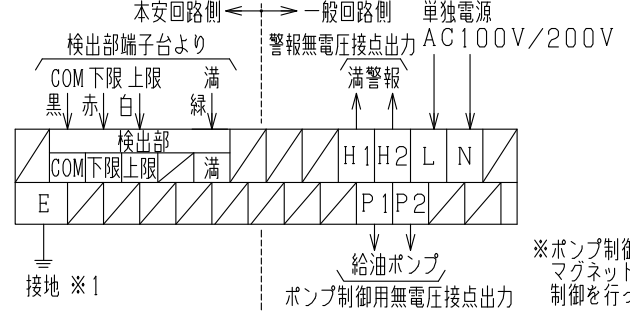 本安回路側 一般回路側 単独電源
検出部端子台より 警報無電圧接点出力 AC100V/200V
COM 下限 上限 満 満警報
黒 赤 白 緑
検出部
COM 下限 上限 満 H1 H2 L N
E P1 P2
接地 ※1
給油ポンプ
ポンプ制御用無電圧接点出力
※ポンプ制御
マグネット
制御を行っ